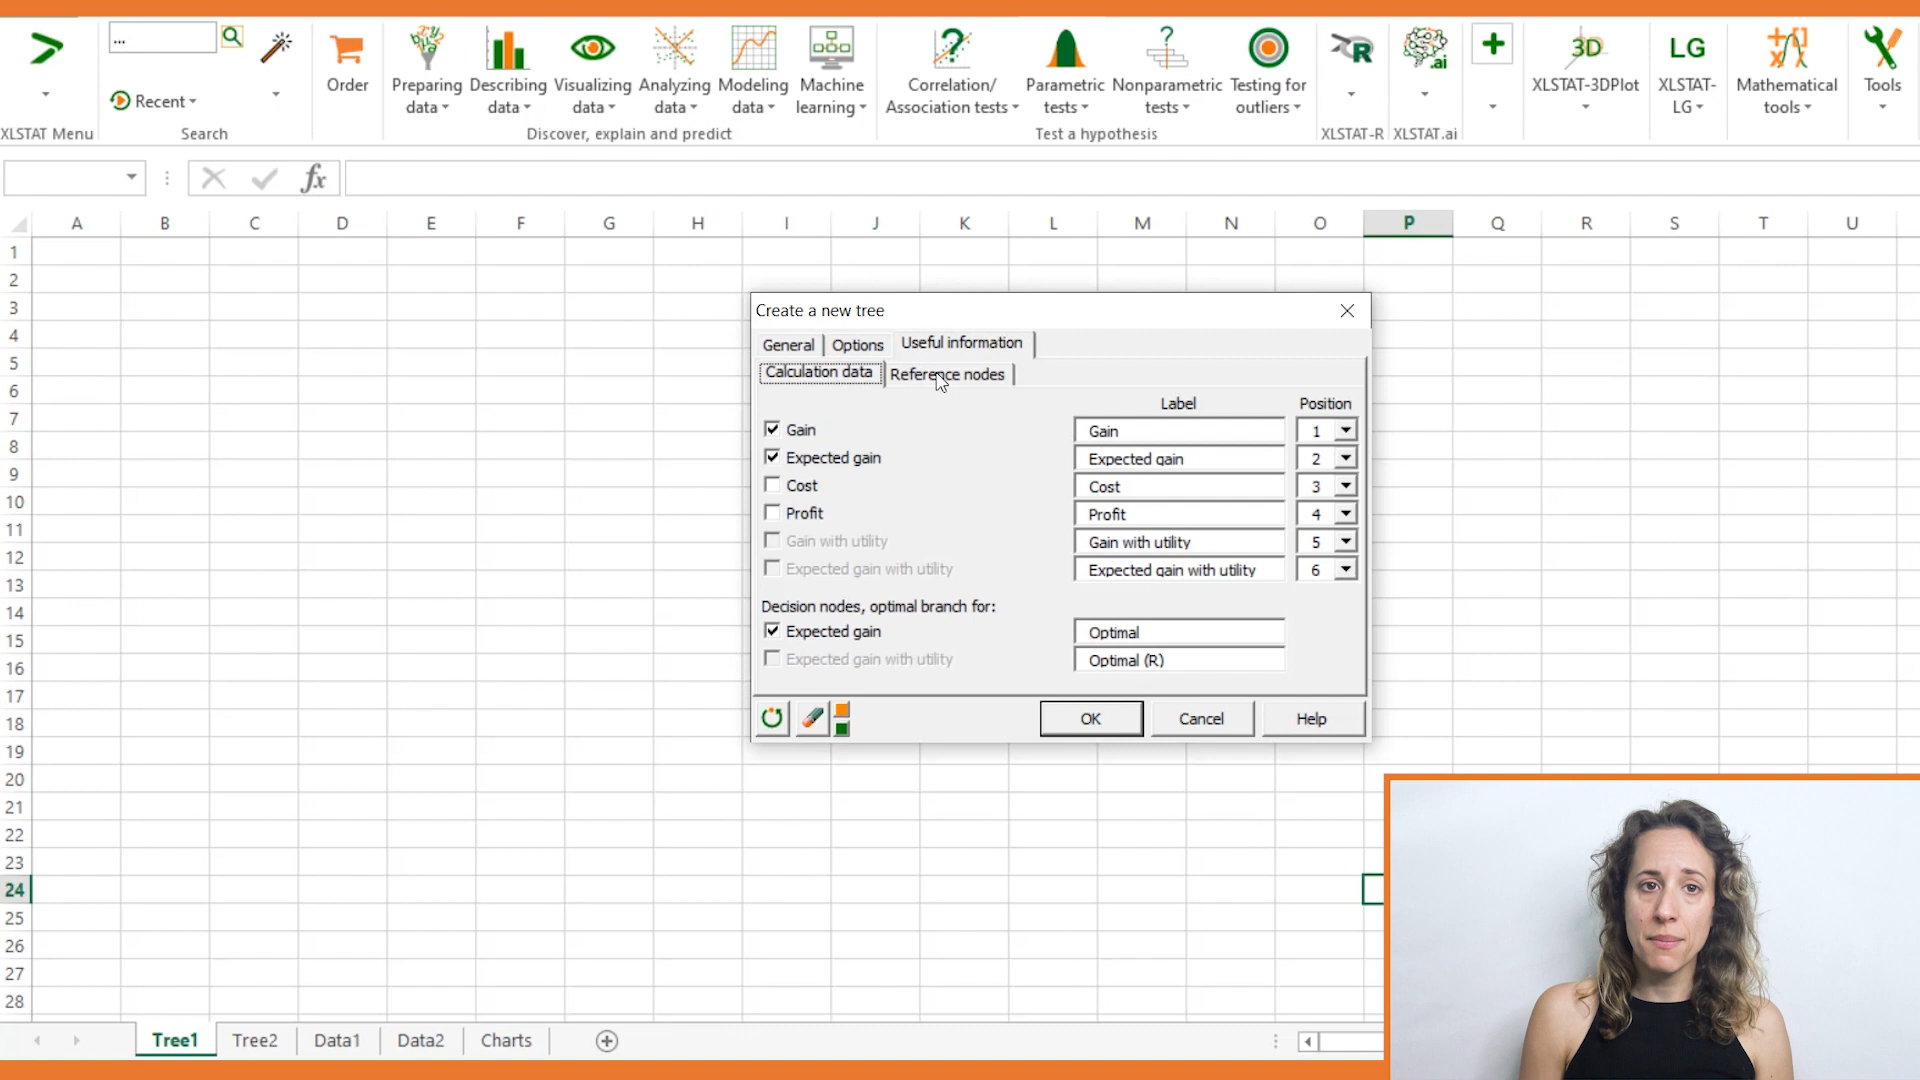 ...
Recent
XLSTAT Menu
Search
Order
Preparing data
Describing data
Visualizing data
Analyzing data
Modeling data
Machine learning
Discover, explain and predict
Correlation/ Association tests
Parametric tests
Nonparametric tests
Testing for outliers
Test a hypothesis
R
XLSTAT-R
.ai
XLSTAT.ai
3D
XLSTAT-3DPlot
LG
XLSTAT-LG
Mathematical tools
Tools
fx
A B C D E F G H I J K L M N O P Q R S T U
1
2
3
4
5
6
7
8
9
10
11
12
13
14
15
16
17
18
19
20
21
22
23
24
25
26
27
28
Create a new tree
General Options Useful information
Calculation data Reference nodes
Label Position
Gain Gain 1
Expected gain Expected gain 2
Cost Cost 3
Profit Profit 4
Gain with utility Gain with utility 5
Expected gain with utility Expected gain with utility 6
Decision nodes, optimal branch for:
Expected gain Optimal
Expected gain with utility Optimal (R)
OK Cancel Help
Tree1 Tree2 Data1 Data2 Charts